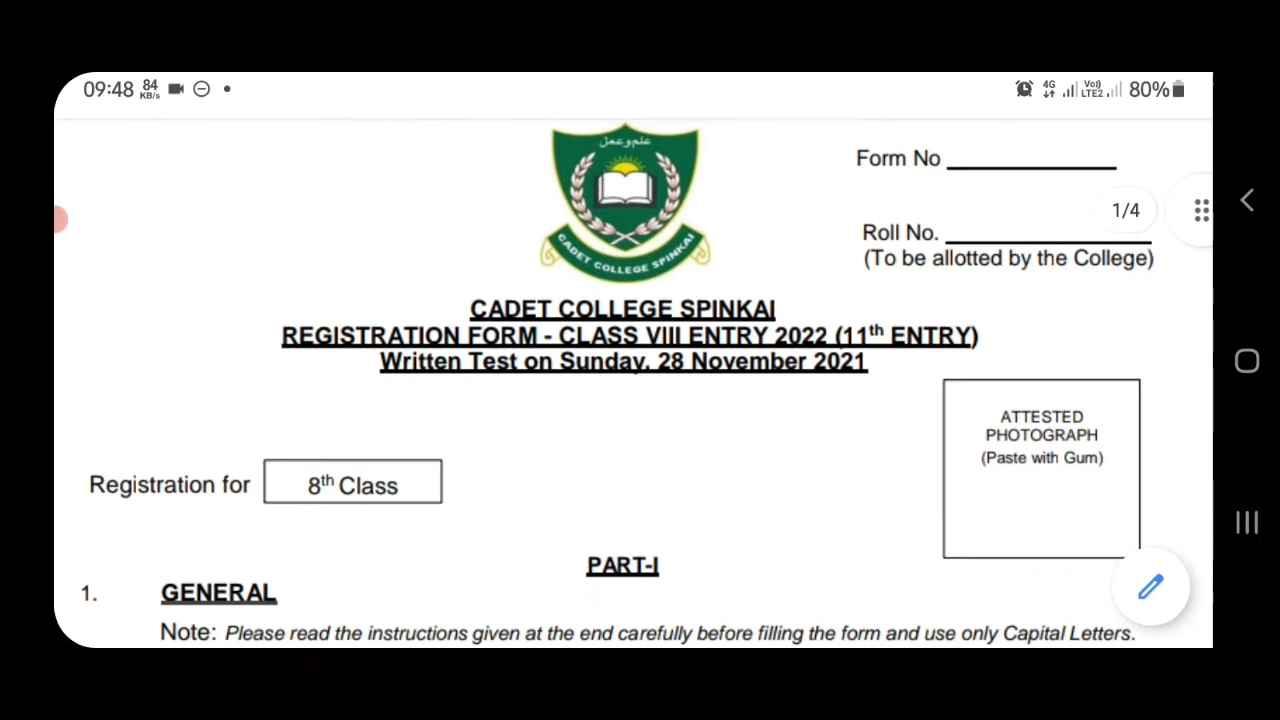 09:48 84 KB/s 4G Vo)) LTE2 80%
علم و عمل
CADET COLLEGE SPINKAI
Form No
1/4
Roll No.
(To be allotted by the College)
CADET COLLEGE SPINKAI
REGISTRATION FORM - CLASS VIII ENTRY 2022 (11th ENTRY)
Written Test on Sunday, 28 November 2021
ATTESTED
PHOTOGRAPH
(Paste with Gum)
Registration for 8th Class
PART-I
1. GENERAL
Note: Please read the instructions given at the end carefully before filling the form and use only Capital Letters.